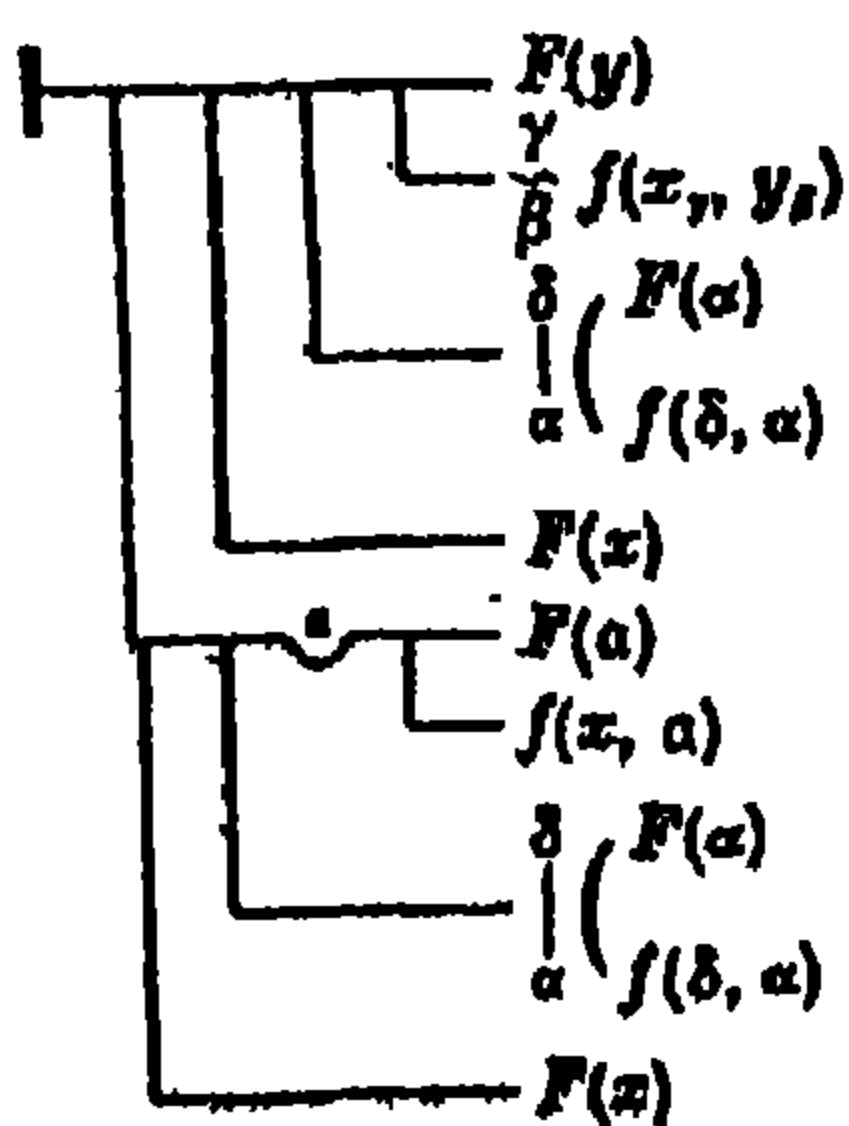 F(y)
γ
β f(x_γ, y_β)
δ F(α)
α f(δ, α)
F(x)
a F(a)
f(x, a)
δ F(α)
α f(δ, α)
F(x)